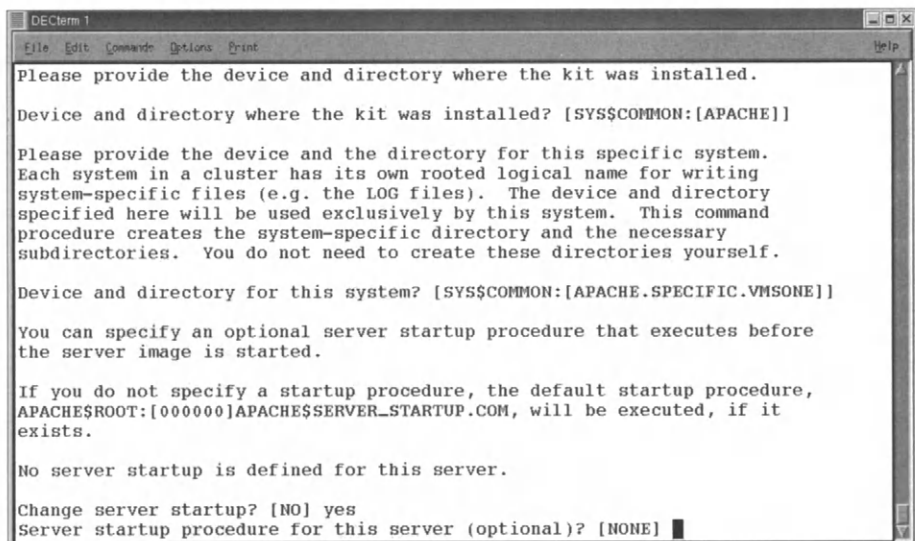 DECterm 1
File Edit Commands Options Print Help
Please provide the device and directory where the kit was installed.
Device and directory where the kit was installed? [SYS$COMMON:[APACHE]]
Please provide the device and the directory for this specific system.
Each system in a cluster has its own rooted logical name for writing
system-specific files (e.g. the LOG files). The device and directory
specified here will be used exclusively by this system. This command
procedure creates the system-specific directory and the necessary
subdirectories. You do not need to create these directories yourself.
Device and directory for this system? [SYS$COMMON:[APACHE.SPECIFIC.VMSONE]]
You can specify an optional server startup procedure that executes before
the server image is started.
If you do not specify a startup procedure, the default startup procedure,
APACHE$ROOT:[000000]APACHE$SERVER_STARTUP.COM, will be executed, if it
exists.
No server startup is defined for this server.
Change server startup? [NO] yes
Server startup procedure for this server (optional)? [NONE]